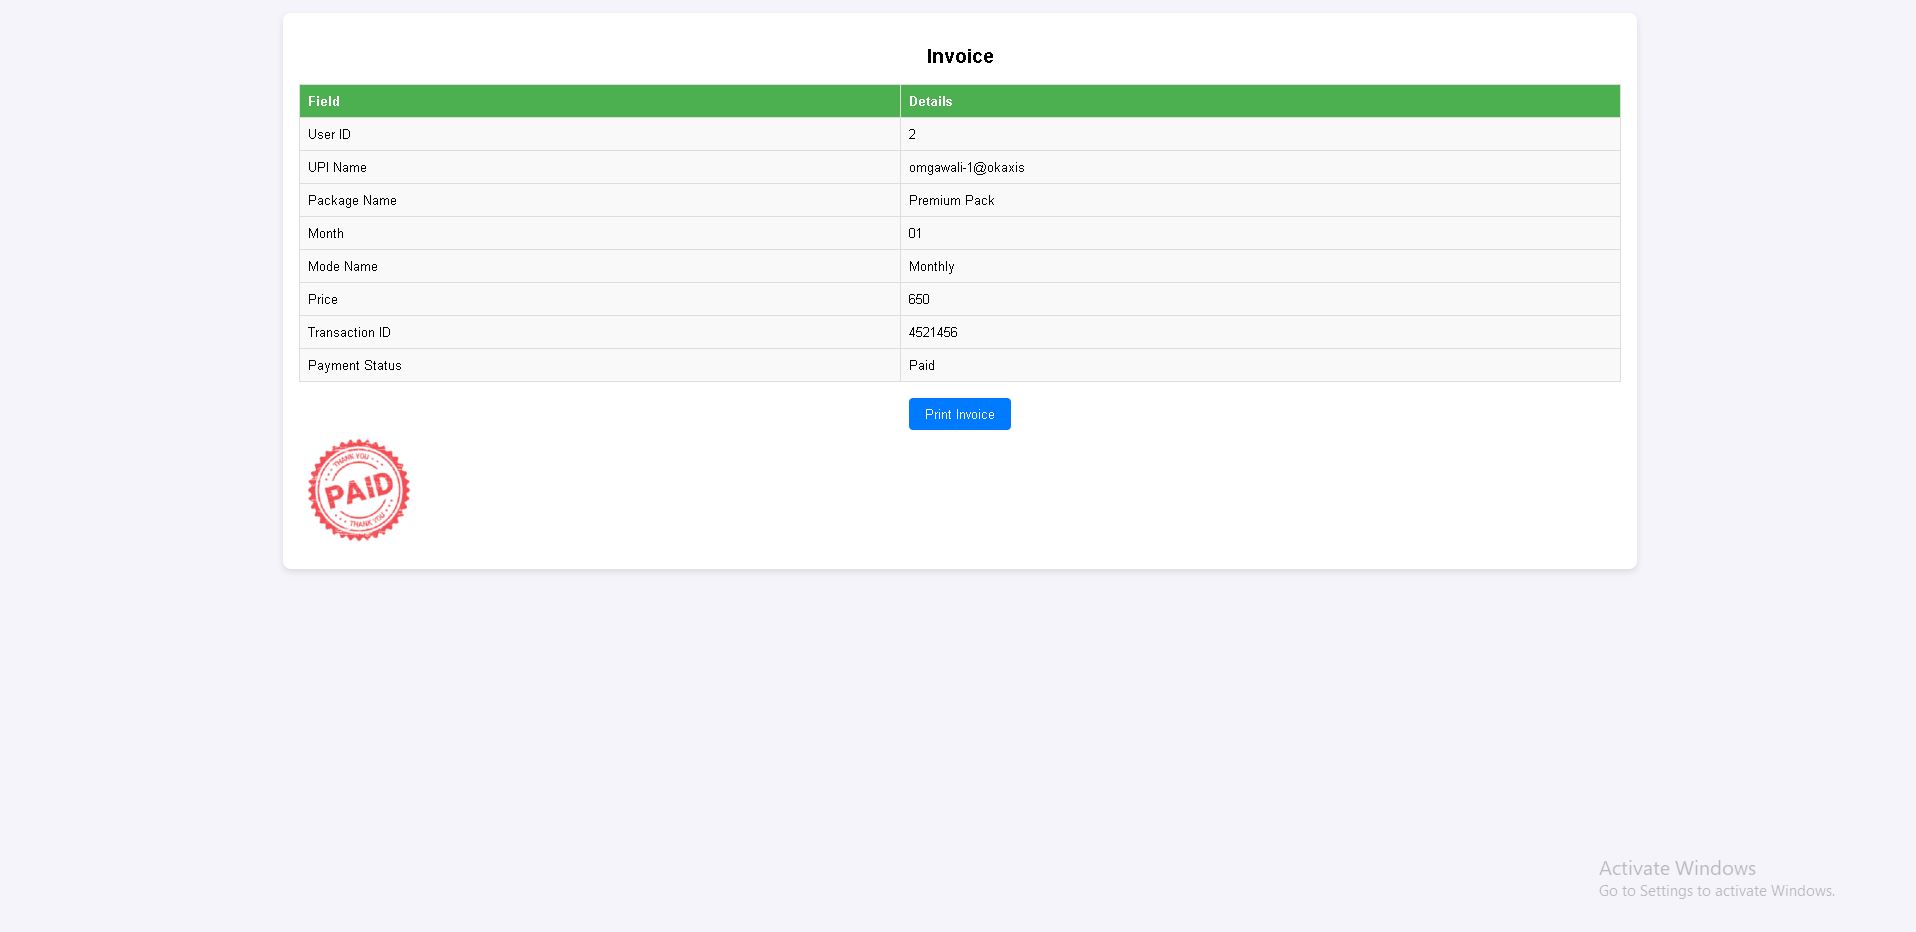 Invoice
Field Details
User ID 2
UPI Name omgawali-1@okaxis
Package Name Premium Pack
Month 01
Mode Name Monthly
Price 650
Transaction ID 4521456
Payment Status Paid
Print Invoice
THANK YOU
PAID
THANK YOU
Activate Windows
Go to Settings to activate Windows.